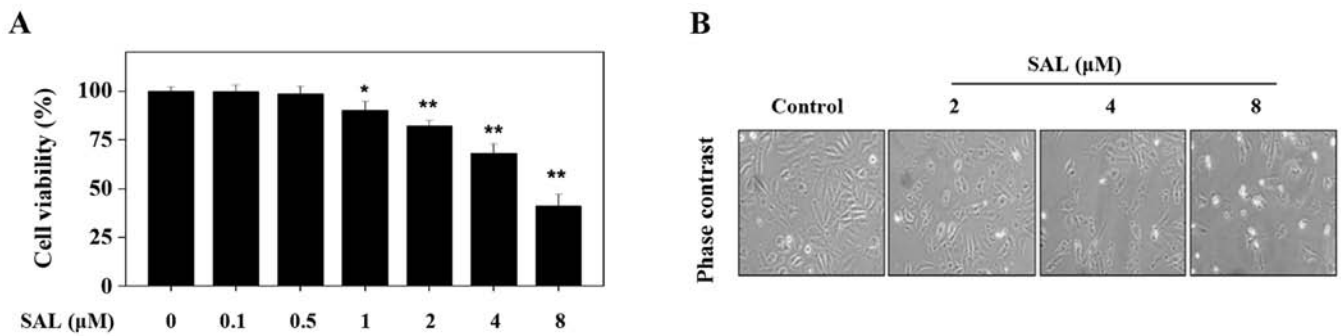 A
Cell viability (%)
100
75
50
25
0
*
**
**
**
SAL (µM) 0 0.1 0.5 1 2 4 8
B
SAL (µM)
Control 2 4 8
Phase contrast